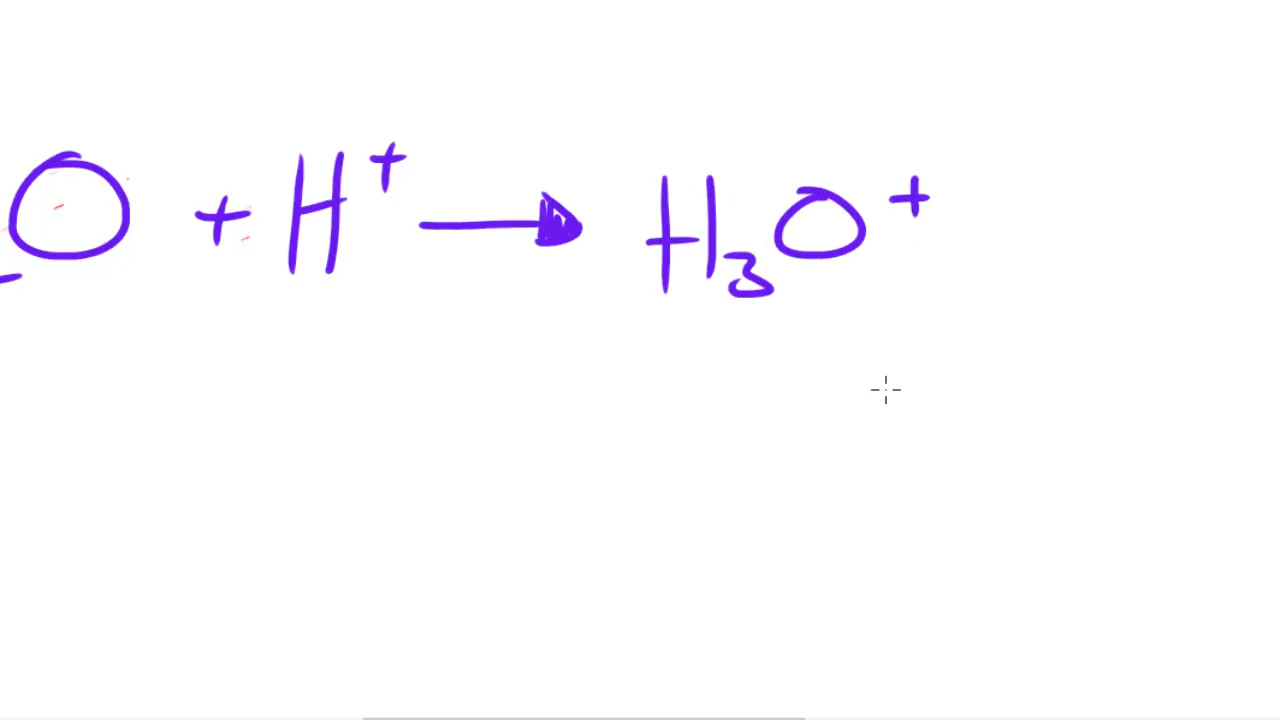 O + H⁺ → H₃O⁺